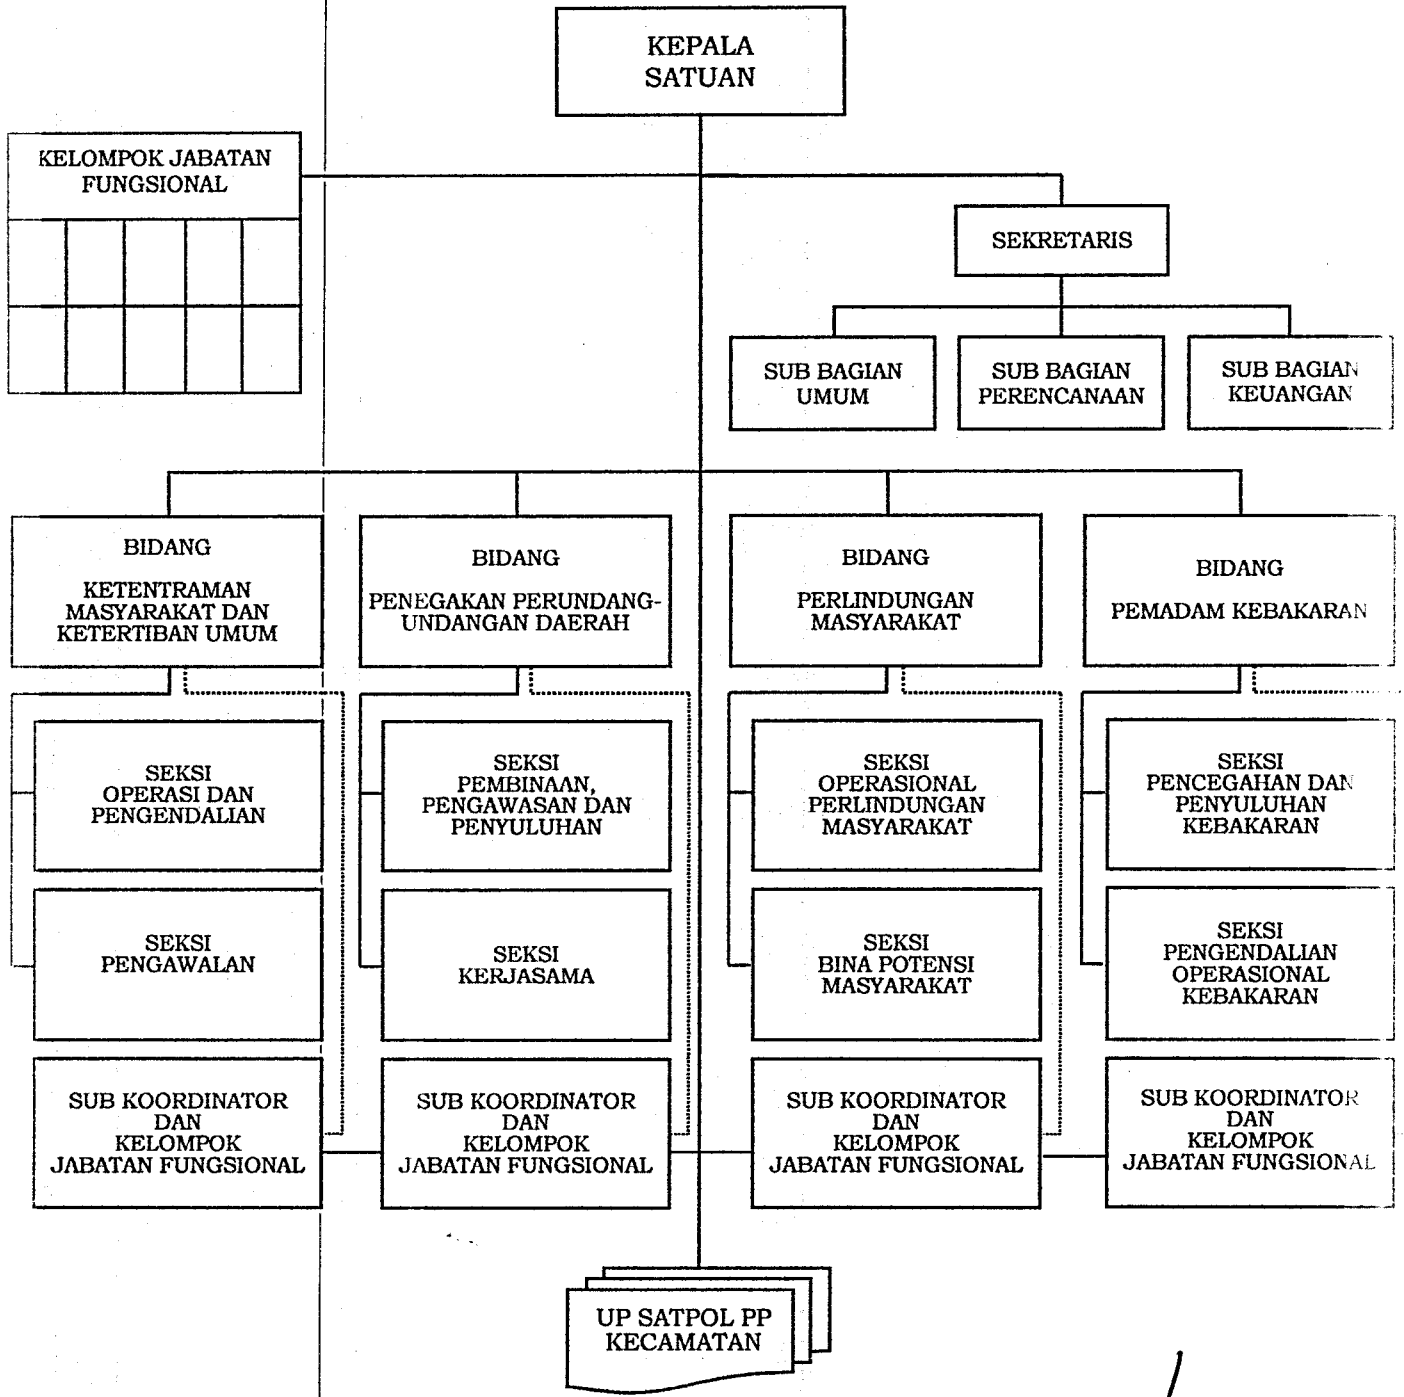 KEPALA
SATUAN
KELOMPOK JABATAN
FUNGSIONAL
SEKRETARIS
SUB BAGIAN
UMUM
SUB BAGIAN
PERENCANAAN
SUB BAGIAN
KEUANGAN
BIDANG
KETENTRAMAN
MASYARAKAT DAN
KETERTIBAN UMUM
BIDANG
PENEGAKAN PERUNDANG-
UNDANGAN DAERAH
BIDANG
PERLINDUNGAN
MASYARAKAT
BIDANG
PEMADAM KEBAKARAN
SEKSI
OPERASI DAN
PENGENDALIAN
SEKSI
PEMBINAAN,
PENGAWASAN DAN
PENYULUHAN
SEKSI
OPERASIONAL
PERLINDUNGAN
MASYARAKAT
SEKSI
PENCEGAHAN DAN
PENYULUHAN
KEBAKARAN
SEKSI
PENGAWALAN
SEKSI
KERJASAMA
SEKSI
BINA POTENSI
MASYARAKAT
SEKSI
PENGENDALIAN
OPERASIONAL
KEBAKARAN
SUB KOORDINATOR
DAN
KELOMPOK
JABATAN FUNGSIONAL
SUB KOORDINATOR
DAN
KELOMPOK
JABATAN FUNGSIONAL
SUB KOORDINATOR
DAN
KELOMPOK
JABATAN FUNGSIONAL
SUB KOORDINATOR
DAN
KELOMPOK
JABATAN FUNGSIONAL
UP SATPOL PP
KECAMATAN